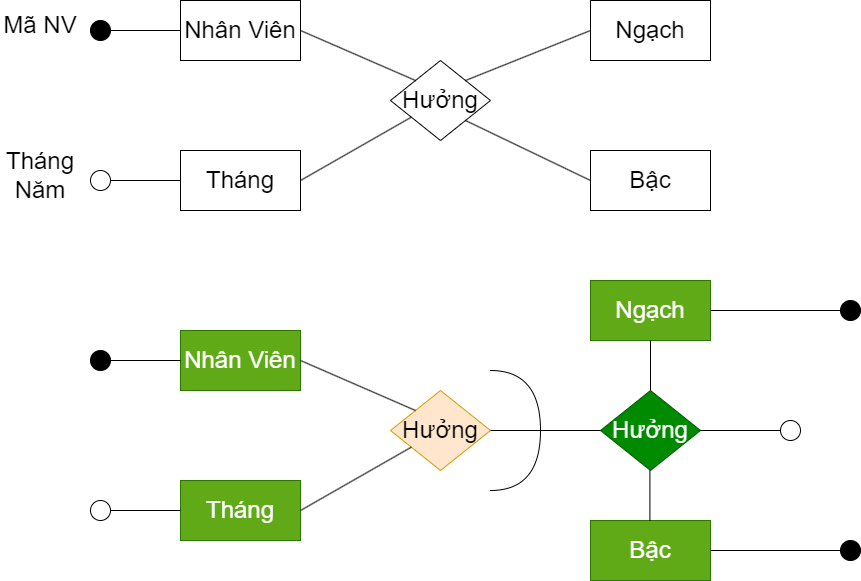 Mã NV
Nhân Viên
Ngạch
Hưởng
Tháng
Năm
Tháng
Bậc
Ngạch
Nhân Viên
Hưởng
Hưởng
Tháng
Bậc